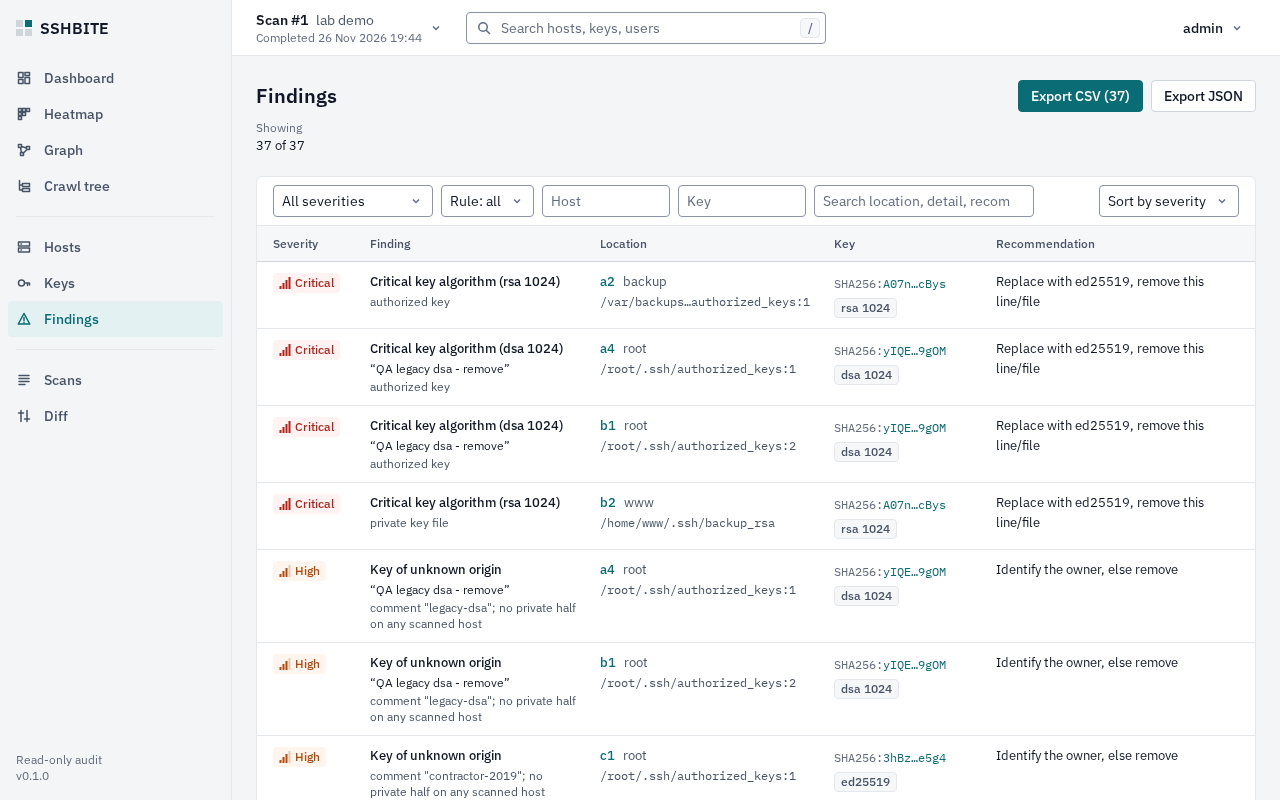 SSHBITE
Scan #1 lab demo
Completed 26 Nov 2026 19:44
Search hosts, keys, users /
admin
Dashboard
Heatmap
Graph
Crawl tree
Hosts
Keys
Findings
Scans
Diff
Read-only audit
v0.1.0
Findings
Export CSV (37) Export JSON
Showing
37 of 37
All severities Rule: all Host Key Search location, detail, recom Sort by severity
Severity Finding Location Key Recommendation
Critical Critical key algorithm (rsa 1024) a2 backup SHA256:A07n…cBys Replace with ed25519, remove this
authorized key /var/backups…authorized_keys:1 rsa 1024 line/file
Critical Critical key algorithm (dsa 1024) a4 root SHA256:yIQE…9gOM Replace with ed25519, remove this
“QA legacy dsa - remove” /root/.ssh/authorized_keys:1 dsa 1024 line/file
authorized key
Critical Critical key algorithm (dsa 1024) b1 root SHA256:yIQE…9gOM Replace with ed25519, remove this
“QA legacy dsa - remove” /root/.ssh/authorized_keys:2 dsa 1024 line/file
authorized key
Critical Critical key algorithm (rsa 1024) b2 www SHA256:A07n…cBys Replace with ed25519, remove this
private key file /home/www/.ssh/backup_rsa rsa 1024 line/file
High Key of unknown origin a4 root SHA256:yIQE…9gOM Identify the owner, else remove
“QA legacy dsa - remove” /root/.ssh/authorized_keys:1 dsa 1024
comment "legacy-dsa"; no private half
on any scanned host
High Key of unknown origin b1 root SHA256:yIQE…9gOM Identify the owner, else remove
“QA legacy dsa - remove” /root/.ssh/authorized_keys:2 dsa 1024
comment "legacy-dsa"; no private half
on any scanned host
High Key of unknown origin c1 root SHA256:3hBz…e5g4 Identify the owner, else remove
comment "contractor-2019"; no /root/.ssh/authorized_keys:1 ed25519
private half on any scanned host